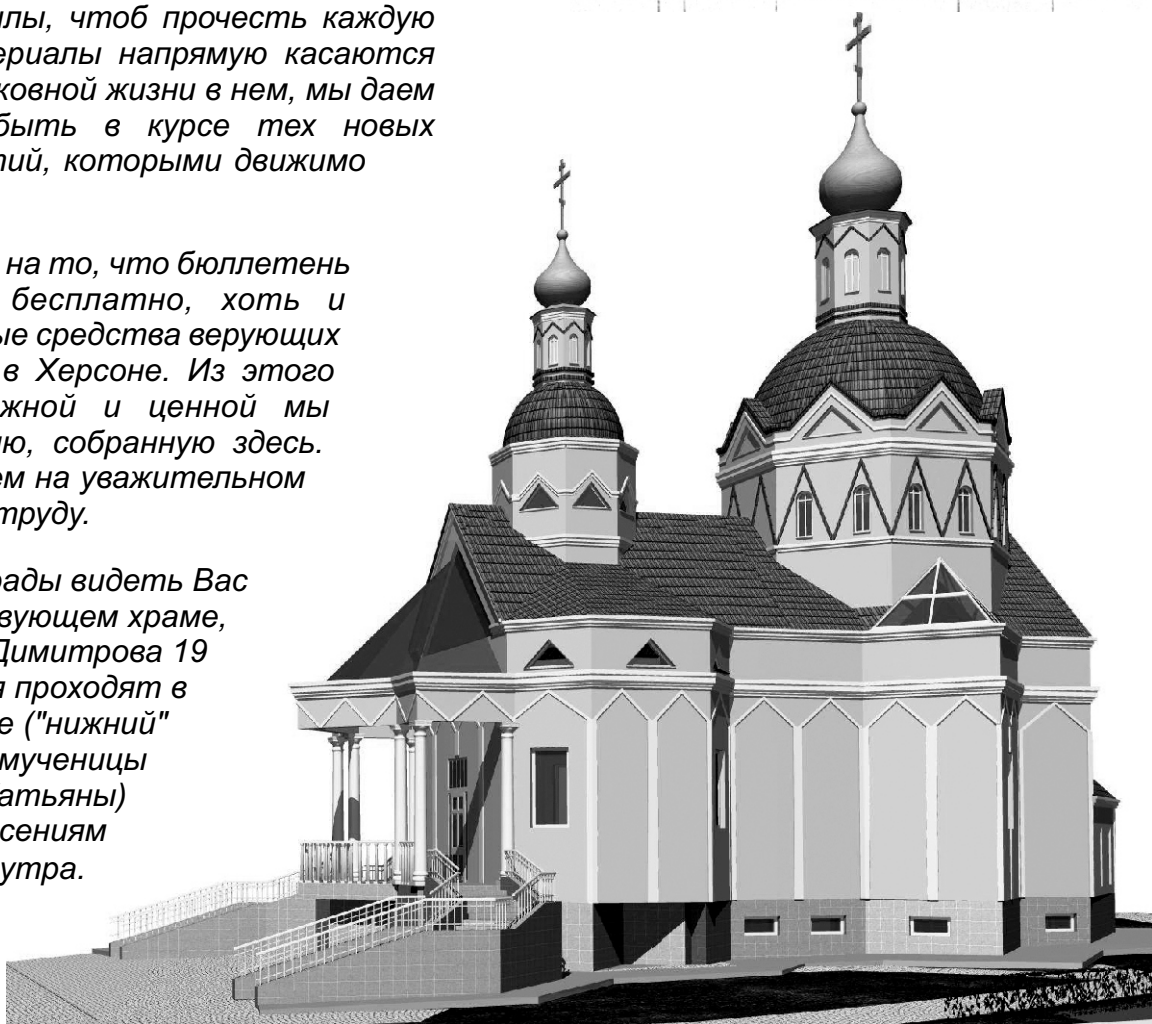 илы, чтоб прочесть каждую
ериалы напрямую касаются
ковной жизни в нем, мы даем
быть в курсе тех новых
тий, которыми движимо
на то, что бюллетень
бесплатно, хоть и
ые средства верующих
в Херсоне. Из этого
жной и ценной мы
ю, собранную здесь.
ем на уважительном
труду.
рады видеть Вас
твующем храме,
Димитрова 19
я проходят в
е ("нижний"
мученицы
атьяны)
сениям
утра.